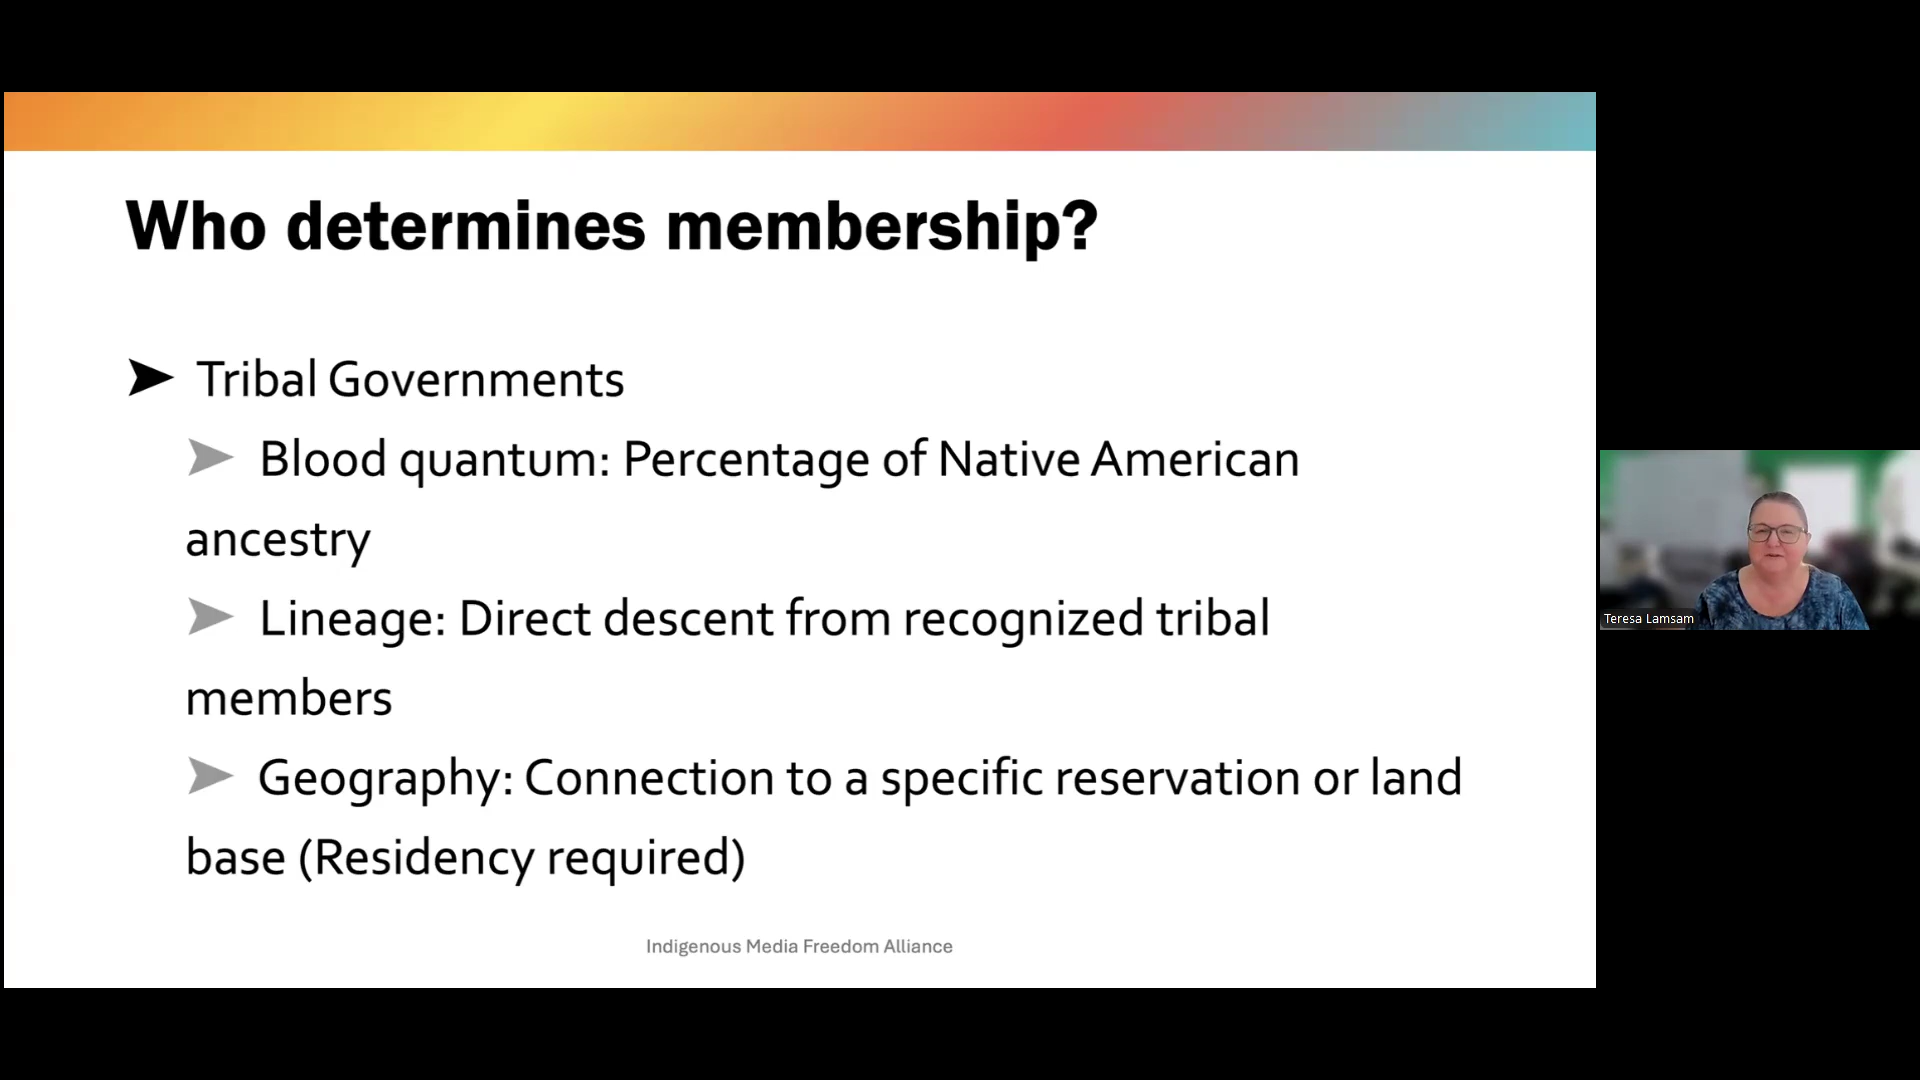 Who determines membership?
Tribal Governments
Blood quantum: Percentage of Native American
ancestry
Lineage: Direct descent from recognized tribal
members
Geography: Connection to a specific reservation or land
base (Residency required)
Indigenous Media Freedom Alliance
Teresa Lamsam